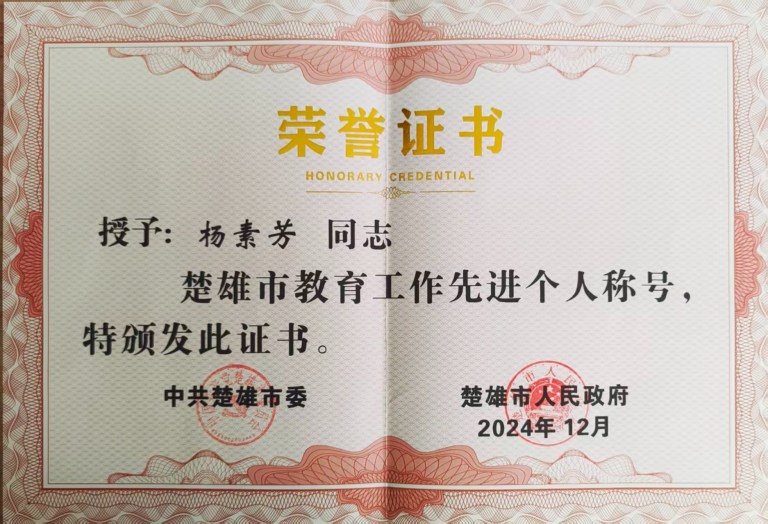 荣誉证书
HONORARY CREDENTIAL
授予：杨素芳 同志
楚雄市教育工作先进个人称号，
特颁发此证书。
中共楚雄市委 楚雄市人民政府
2024年12月